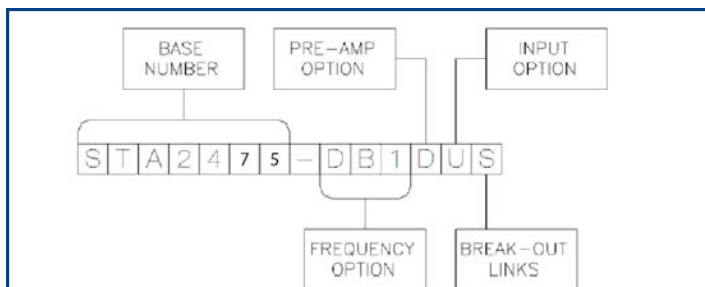 BASE
NUMBER
PRE-AMP
OPTION
INPUT
OPTION
STA2475-DB1DUS
FREQUENCY
OPTION
BREAK-OUT
LINKS